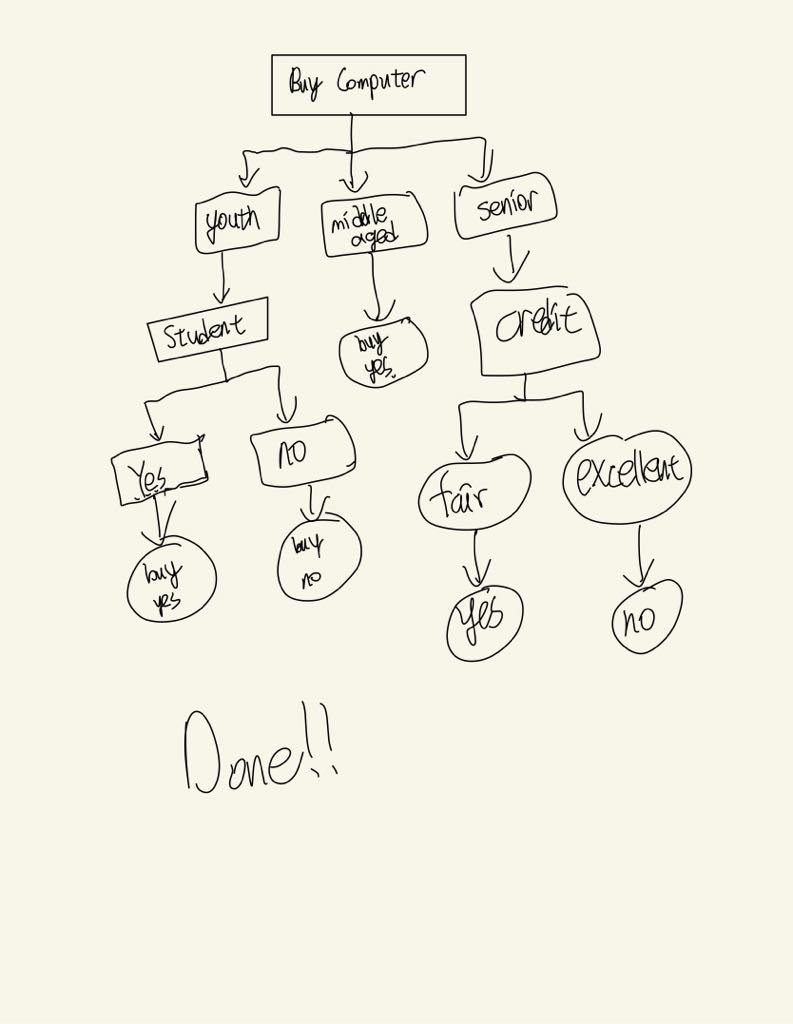 Buy Computer
youth
middle
aged
senior
Student
buy
yes.
credit
Yes
no
fair
excellent
buy
yes
buy
no
yes
no
Done!!